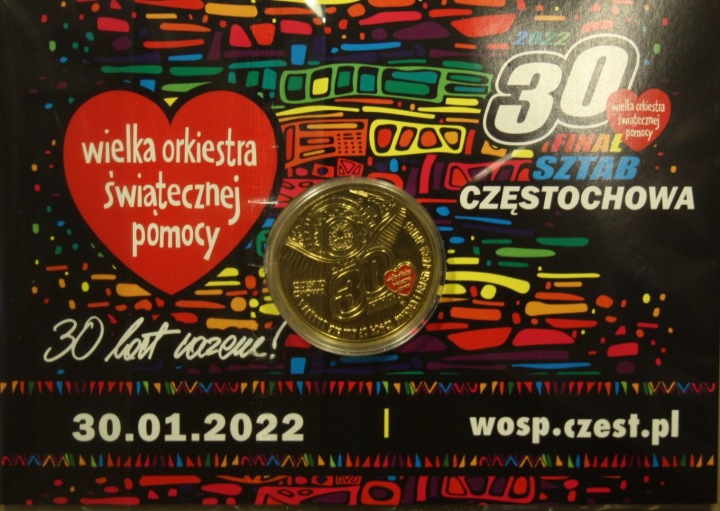 wielka orkiestra
świątecznej
pomocy
2022
30
wielka orkiestra
świątecznej
pomocy
FINAŁ
SZTAB
CZĘSTOCHOWA
30
30 lat razem!
30.01.2022
wosp.czest.pl